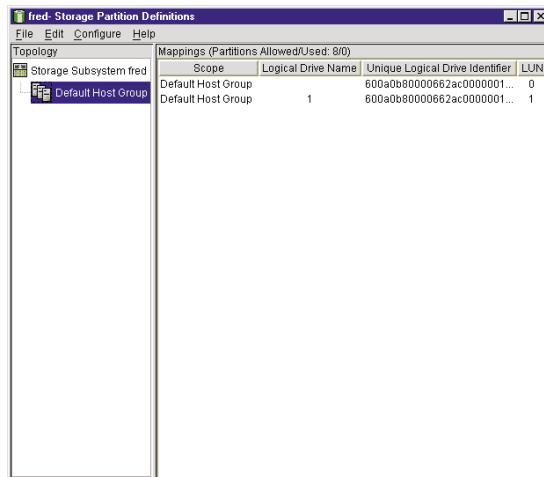 fred- Storage Partition Definitions
File Edit Configure Help
Topology
Storage Subsystem fred
Default Host Group
Mappings (Partitions Allowed/Used: 8/0)
Scope Logical Drive Name Unique Logical Drive Identifier LUN
Default Host Group 600a0b80000662ac0000001... 0
Default Host Group 1 600a0b80000662ac0000001... 1